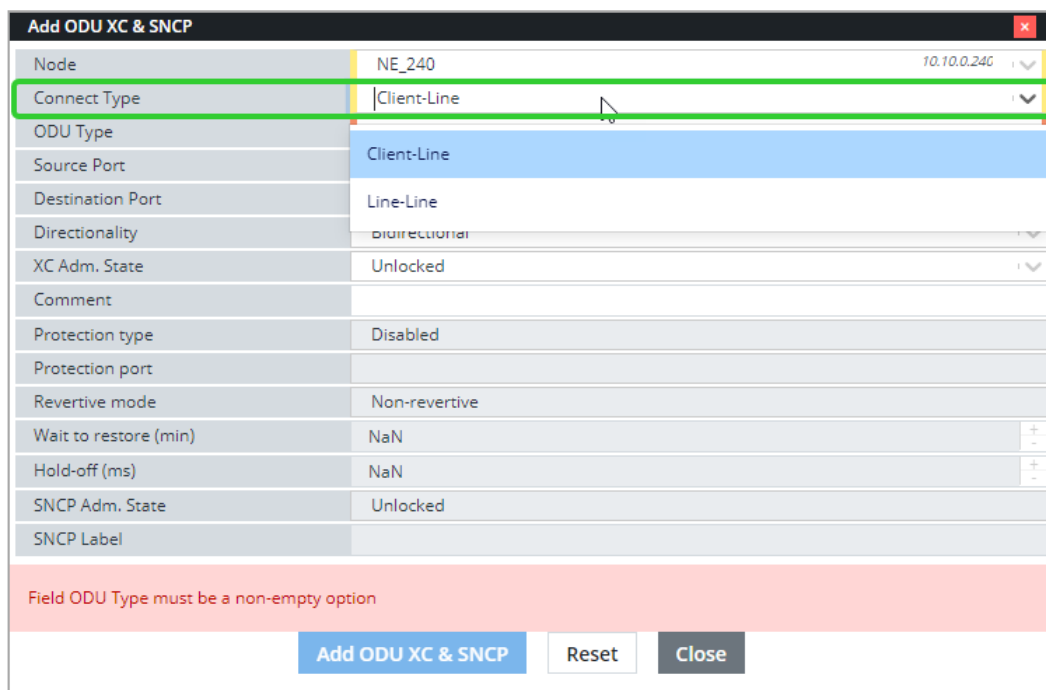 Add ODU XC & SNCP
Node NE_240 10.10.0.240
Connect Type Client-Line
ODU Type
Client-Line
Source Port
Destination Port Line-Line
Directionality Bidirectional
XC Adm. State Unlocked
Comment
Protection type Disabled
Protection port
Revertive mode Non-revertive
Wait to restore (min) NaN
Hold-off (ms) NaN
SNCP Adm. State Unlocked
SNCP Label
Field ODU Type must be a non-empty option
Add ODU XC & SNCP Reset Close